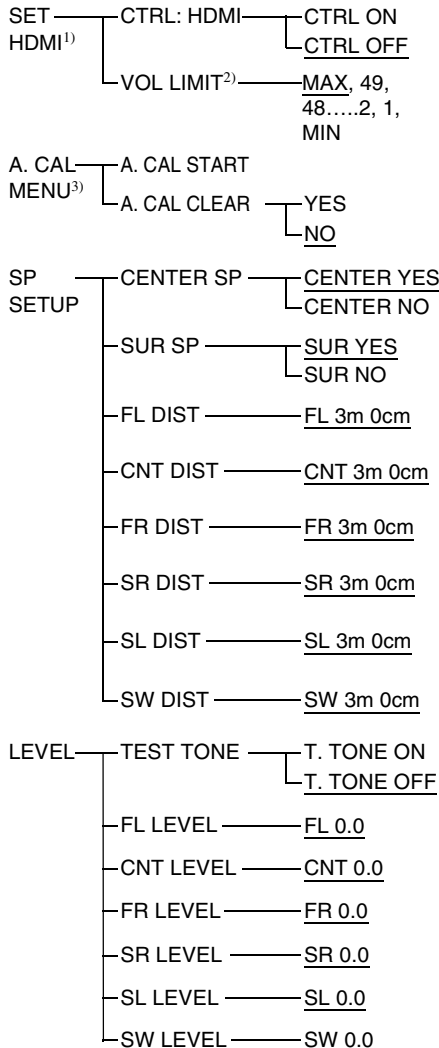 SET CTRL: HDMI CTRL ON
HDMI1) CTRL OFF
VOL LIMIT2) MAX, 49,
48.....2, 1,
MIN
A. CAL A. CAL START
MENU3)
A. CAL CLEAR YES
NO
SP CENTER SP CENTER YES
SETUP CENTER NO
SUR SP SUR YES
SUR NO
FL DIST FL 3m 0cm
CNT DIST CNT 3m 0cm
FR DIST FR 3m 0cm
SR DIST SR 3m 0cm
SL DIST SL 3m 0cm
SW DIST SW 3m 0cm
LEVEL TEST TONE T. TONE ON
T. TONE OFF
FL LEVEL FL 0.0
CNT LEVEL CNT 0.0
FR LEVEL FR 0.0
SR LEVEL SR 0.0
SL LEVEL SL 0.0
SW LEVEL SW 0.0